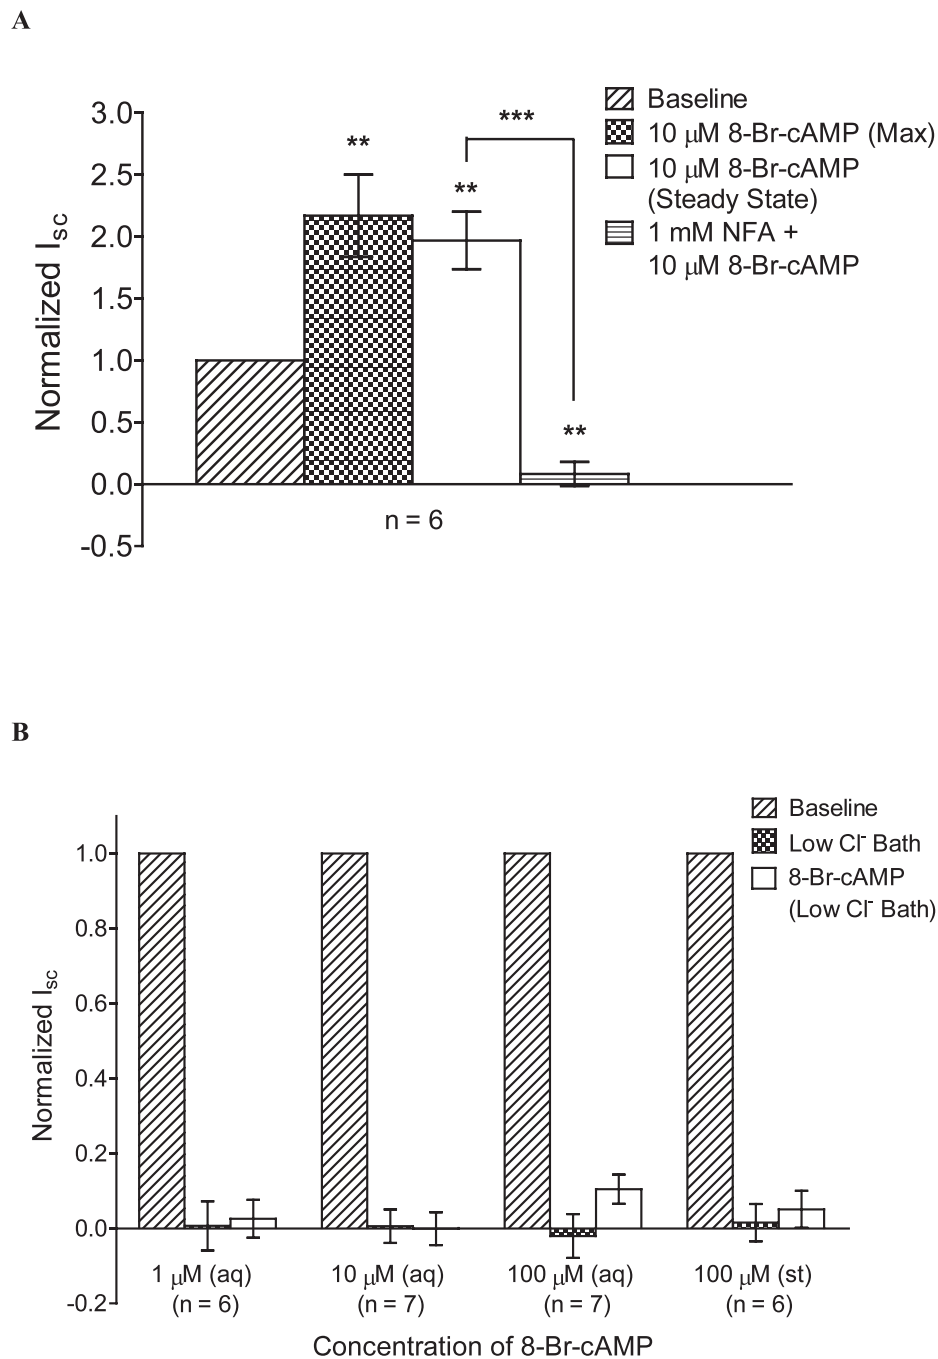 A
Baseline
10 μM 8-Br-cAMP (Max)
10 μM 8-Br-cAMP
(Steady State)
1 mM NFA +
10 μM 8-Br-cAMP
***
**
**
**
3.0
2.5
2.0
1.5
1.0
0.5
0.0
-0.5
Normalized Isc
n = 6
B
Baseline
Low Cl- Bath
8-Br-cAMP
(Low Cl- Bath)
1.0
0.8
0.6
0.4
0.2
0.0
-0.2
Normalized Isc
1 μM (aq) 10 μM (aq) 100 μM (aq) 100 μM (st)
(n = 6) (n = 7) (n = 7) (n = 6)
Concentration of 8-Br-cAMP